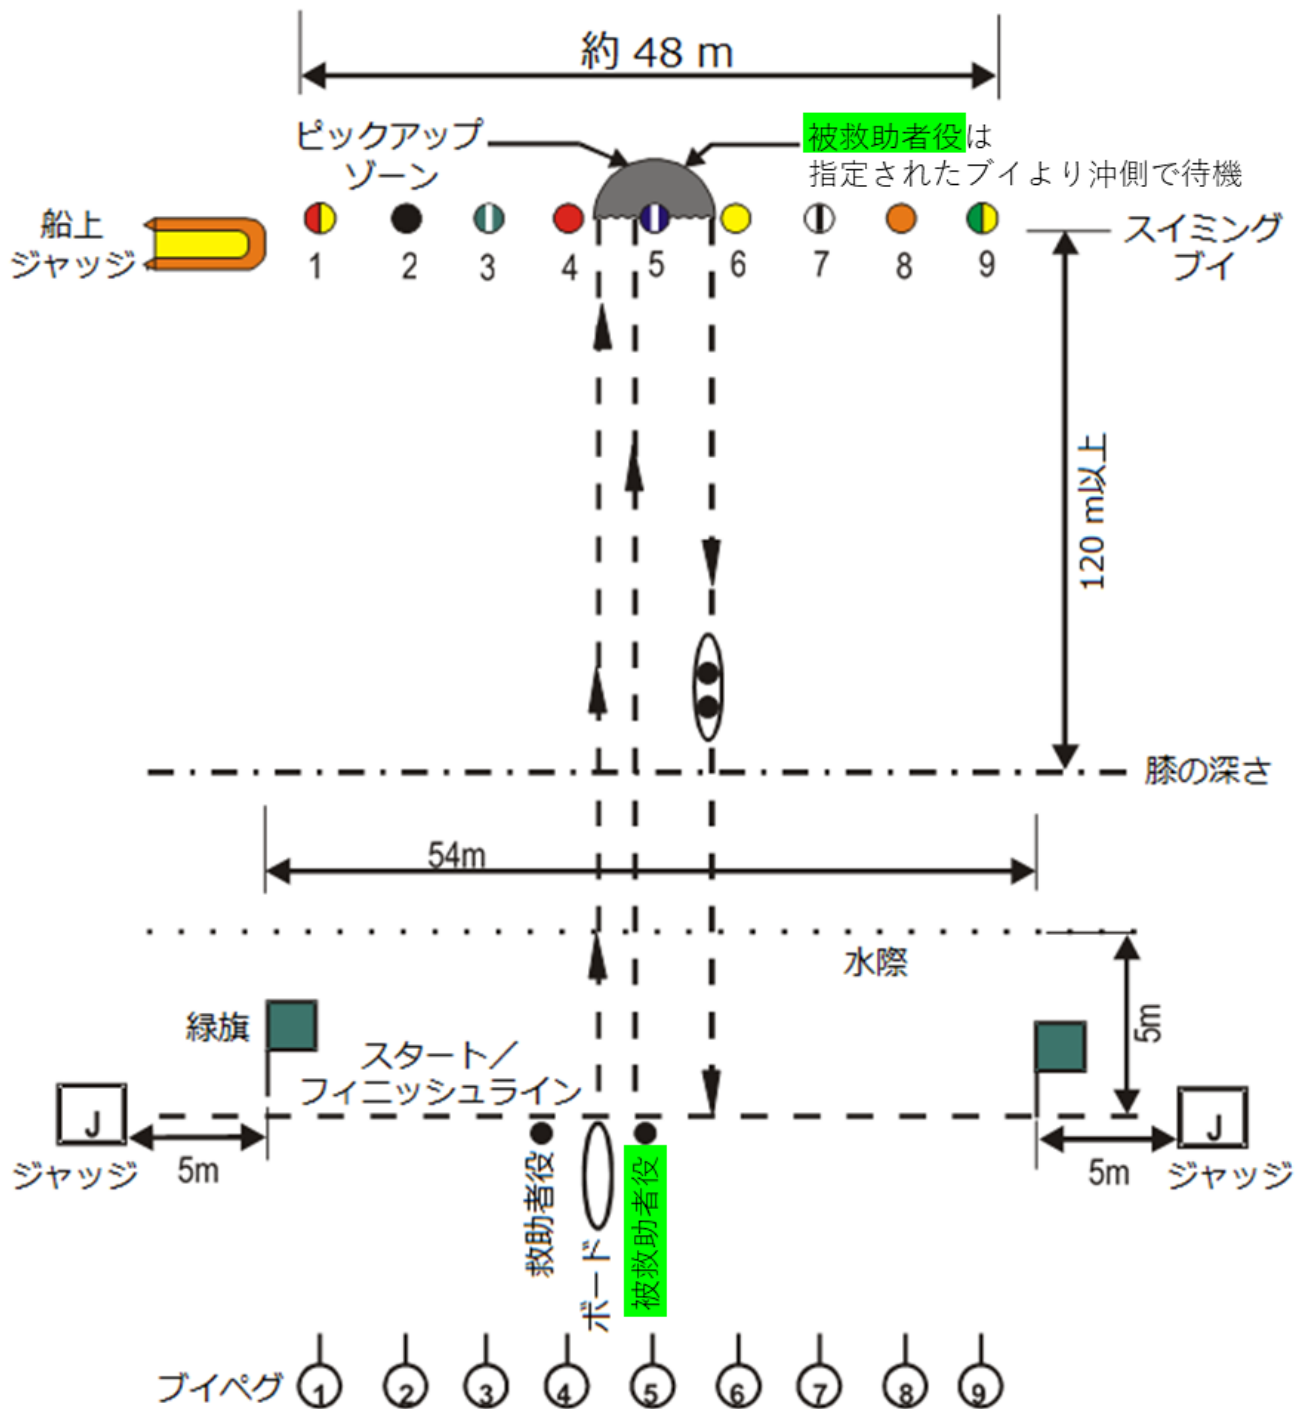 約 48 m
ピックアップ
ゾーン
被救助者役は
指定されたブイより沖側で待機
船上
ジャッジ
1 2 3 4 5 6 7 8 9
スイミング
ブイ
120 m以上
膝の深さ
54m
水際
緑旗
5m
スタート／
フィニッシュライン
J
J
ジャッジ
5m
5m
ジャッジ
救助者役
ボード
被救助者役
ブイペグ
1 2 3 4 5 6 7 8 9